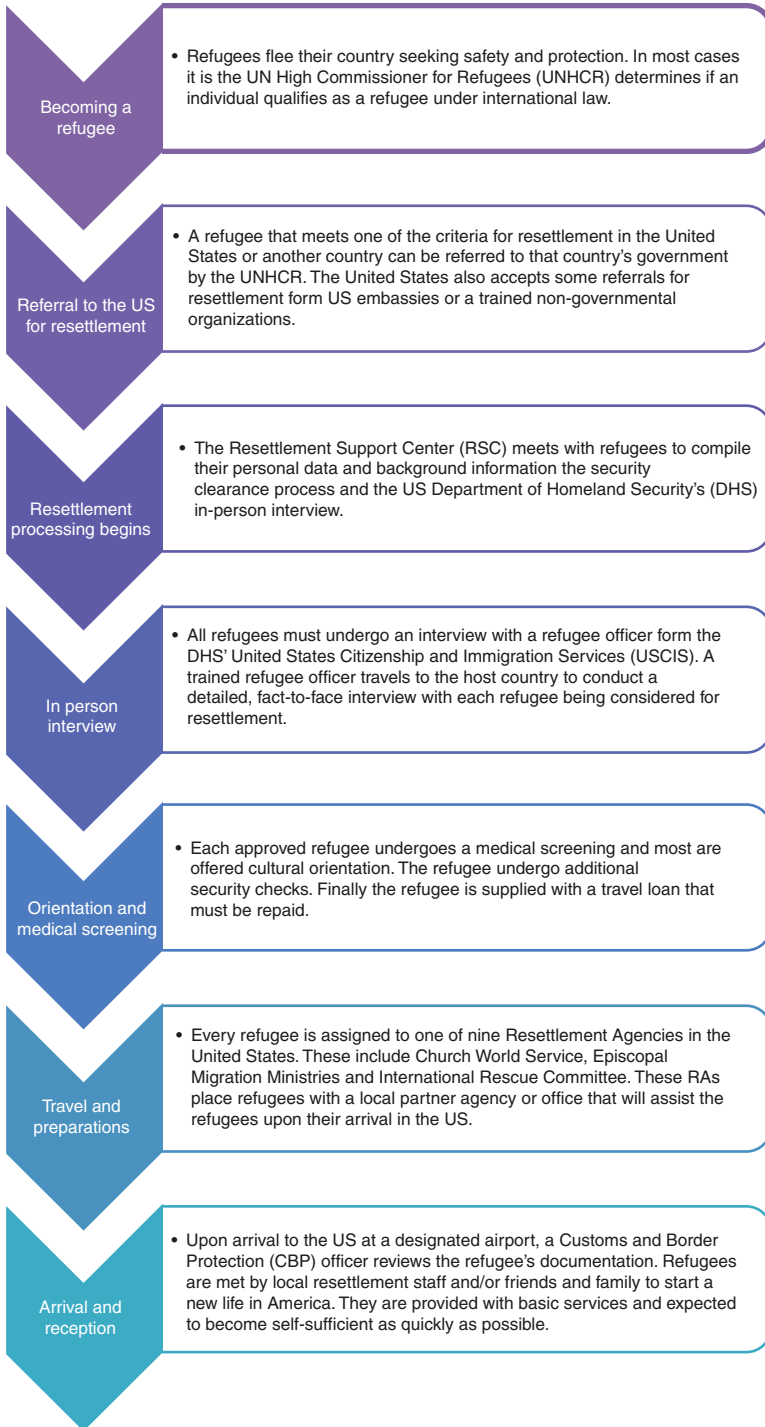 Becoming a
refugee
• Refugees flee their country seeking safety and protection. In most cases
it is the UN High Commissioner for Refugees (UNHCR) determines if an
individual qualifies as a refugee under international law.
Referral to the US
for resettlement
• A refugee that meets one of the criteria for resettlement in the United
States or another country can be referred to that country’s government
by the UNHCR. The United States also accepts some referrals for
resettlement form US embassies or a trained non-governmental
organizations.
Resettlement
processing begins
• The Resettlement Support Center (RSC) meets with refugees to compile
their personal data and background information the security
clearance process and the US Department of Homeland Security’s (DHS)
in-person interview.
In person
interview
• All refugees must undergo an interview with a refugee officer form the
DHS’ United States Citizenship and Immigration Services (USCIS). A
trained refugee officer travels to the host country to conduct a
detailed, fact-to-face interview with each refugee being considered for
resettlement.
Orientation and
medical screening
• Each approved refugee undergoes a medical screening and most are
offered cultural orientation. The refugee undergo additional
security checks. Finally the refugee is supplied with a travel loan that
must be repaid.
Travel and
preparations
• Every refugee is assigned to one of nine Resettlement Agencies in the
United States. These include Church World Service, Episcopal
Migration Ministries and International Rescue Committee. These RAs
place refugees with a local partner agency or office that will assist the
refugees upon their arrival in the US.
Arrival and
reception
• Upon arrival to the US at a designated airport, a Customs and Border
Protection (CBP) officer reviews the refugee’s documentation. Refugees
are met by local resettlement staff and/or friends and family to start a
new life in America. They are provided with basic services and expected
to become self-sufficient as quickly as possible.